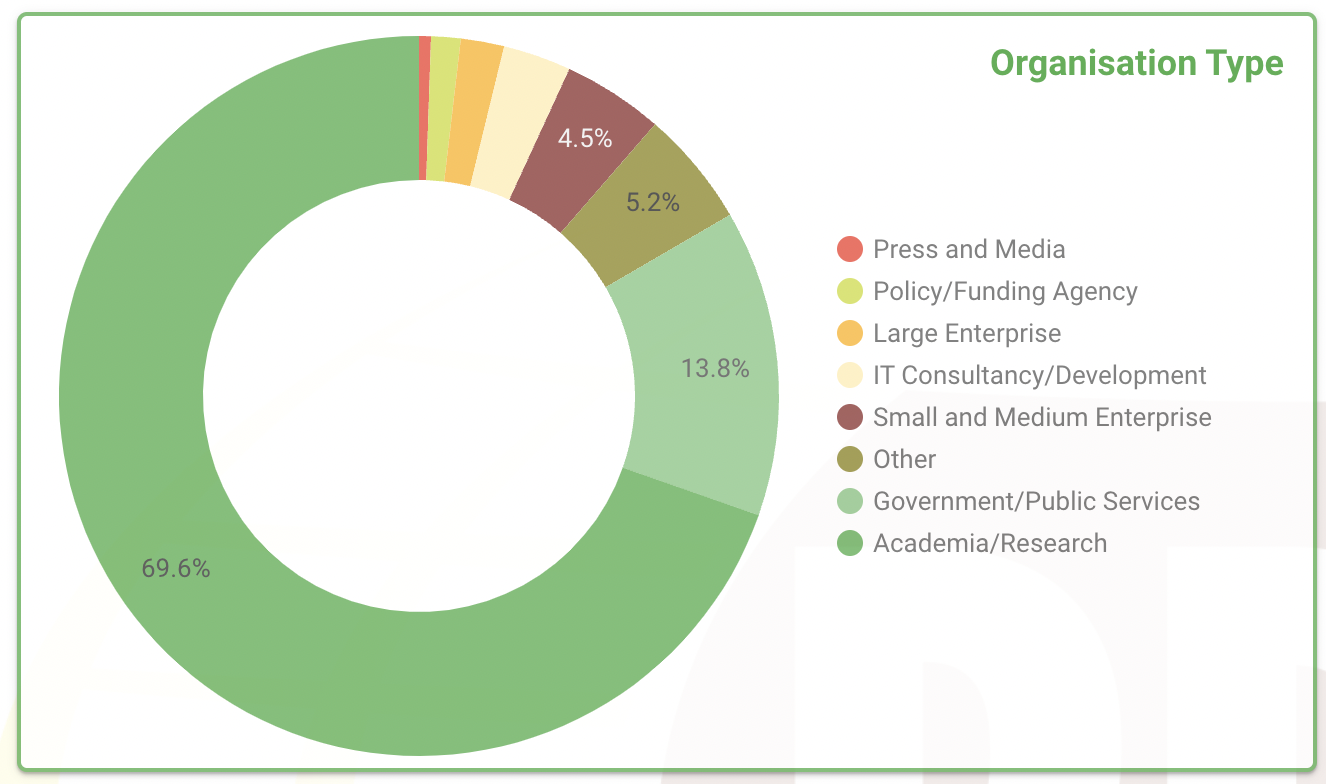 Organisation Type
4.5%
5.2%
13.8%
69.6%
Press and Media
Policy/Funding Agency
Large Enterprise
IT Consultancy/Development
Small and Medium Enterprise
Other
Government/Public Services
Academia/Research